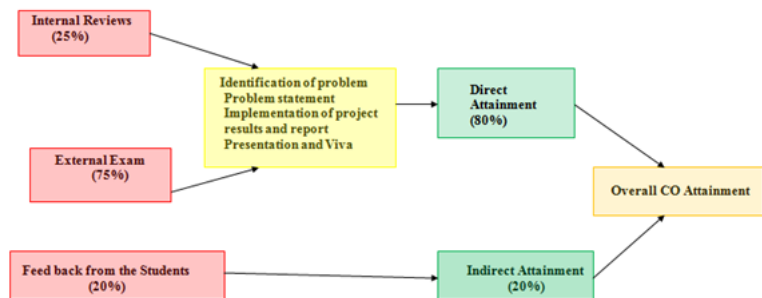 Internal Reviews
(25%)
Identification of problem
Problem statement
Implementation of project
results and report
Presentation and Viva
Direct
Attainment
(80%)
External Exam
(75%)
Overall CO Attainment
Feed back from the Students
(20%)
Indirect Attainment
(20%)